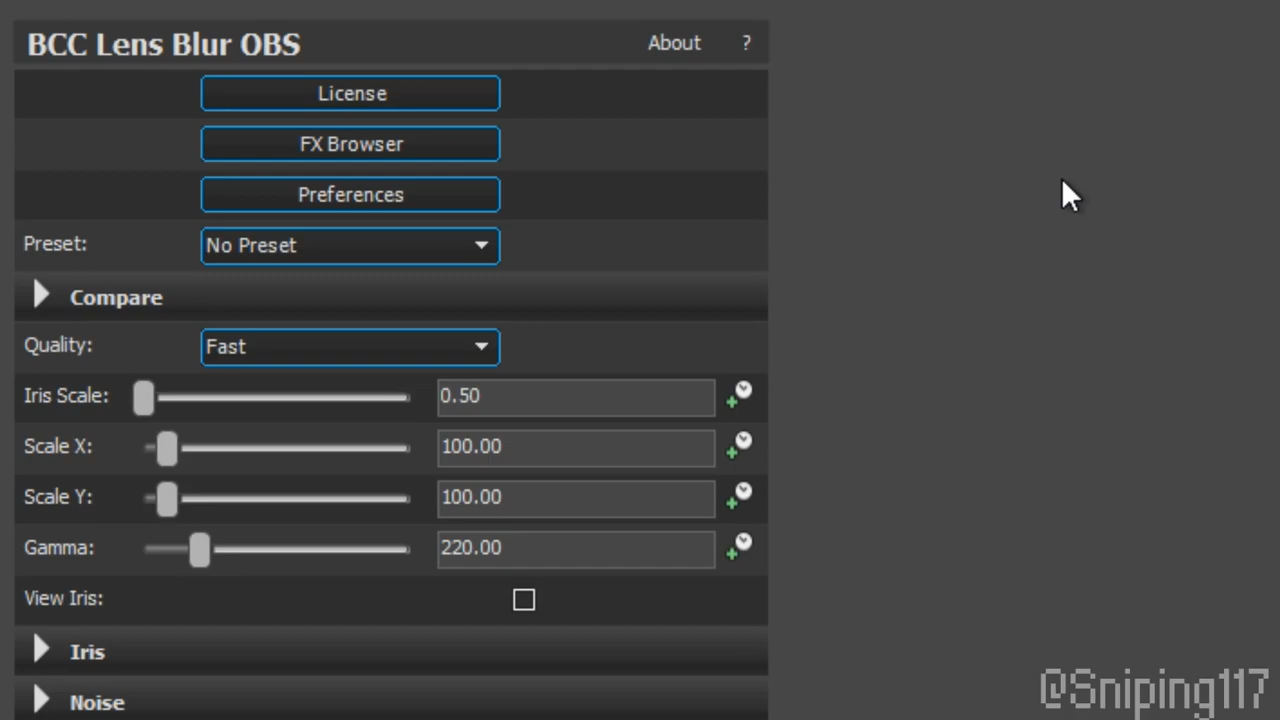 BCC Lens Blur OBS About ?
License
FX Browser
Preferences
Preset: No Preset
Compare
Quality: Fast
Iris Scale: 0.50
Scale X: 100.00
Scale Y: 100.00
Gamma: 220.00
View Iris:
Iris
Noise
@Sniping117